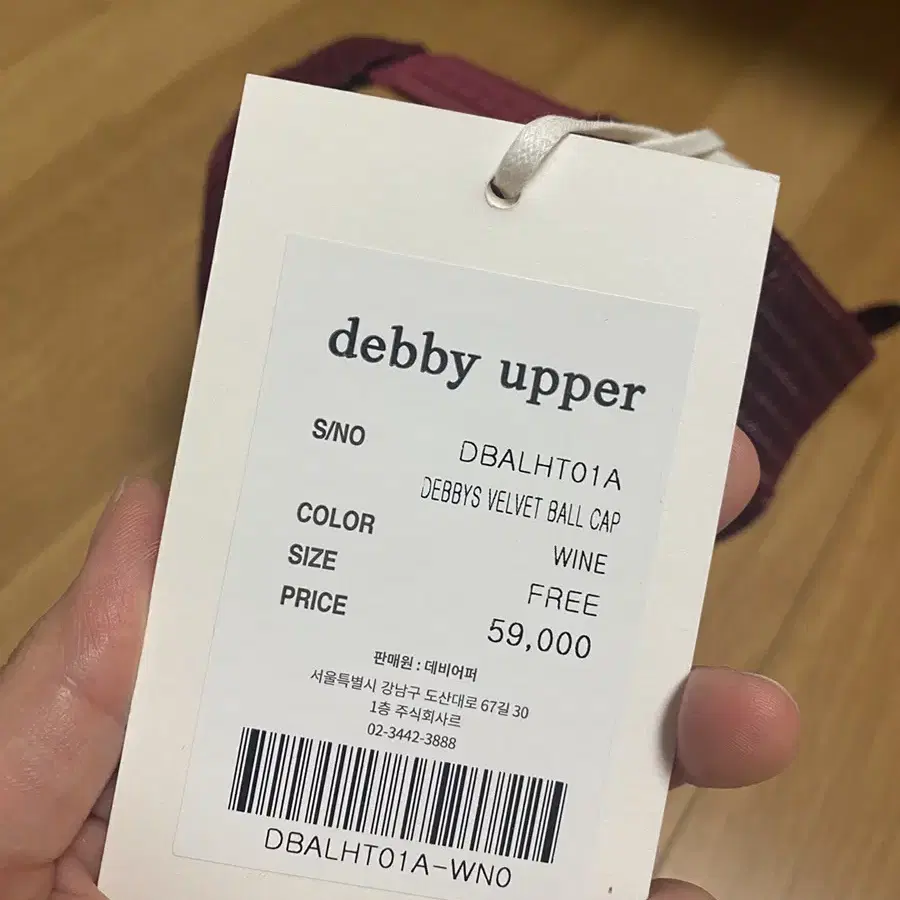 debby upper
S/NO DBALHT01A
DEBBYS VELVET BALL CAP
COLOR WINE
SIZE FREE
PRICE 59,000
판매원 : 데비어퍼
서울특별시 강남구 도산대로 67길 30
1층 주식회사르
02-3442-3888
DBALHT01A-WN0